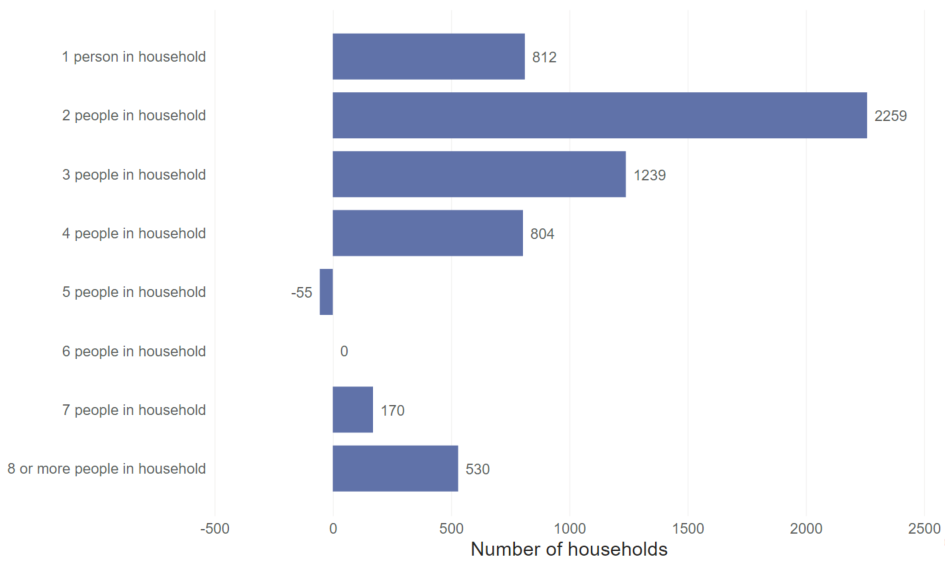 1 person in household 812
2 people in household 2259
3 people in household 1239
4 people in household 804
5 people in household -55
6 people in household 0
7 people in household 170
8 or more people in household 530
-500 0 500 1000 1500 2000 2500
Number of households